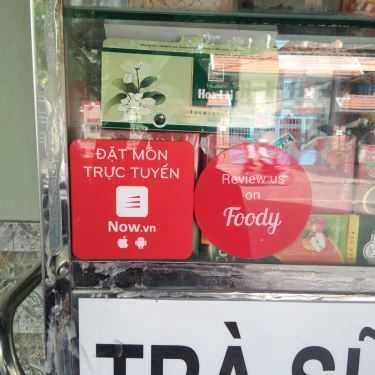 ĐẶT MÓN
TRỰC TUYẾN
Now.vn
Review us
on
Foody
TRÀ SỮ